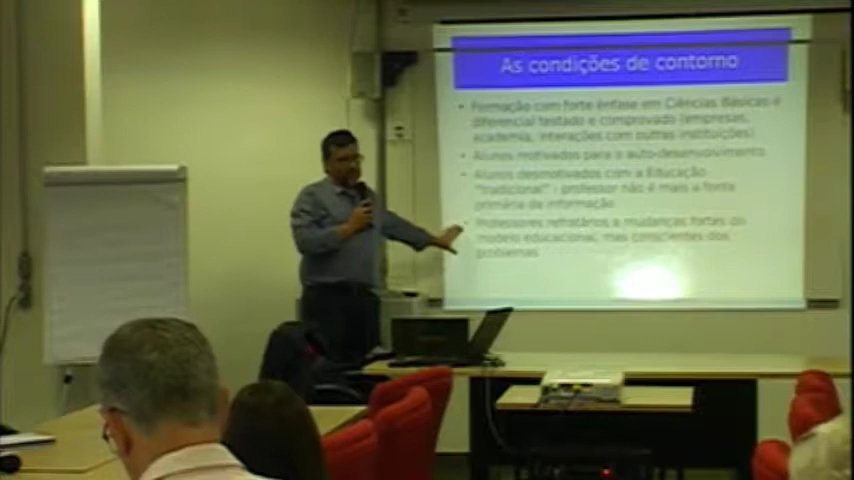 As condições de contorno
• Formação com forte ênfase em Ciências Básicas é
diferencial testado e comprovado (empresas,
academia, interações com outras instituições)
• Alunos motivados para o auto-desenvolvimento
• Alunos desmotivados com a Educação
"tradicional" - professor não é mais a fonte
primária de informação
• Professores refratários a mudanças fortes do
modelo educacional, mas conscientes dos
problemas